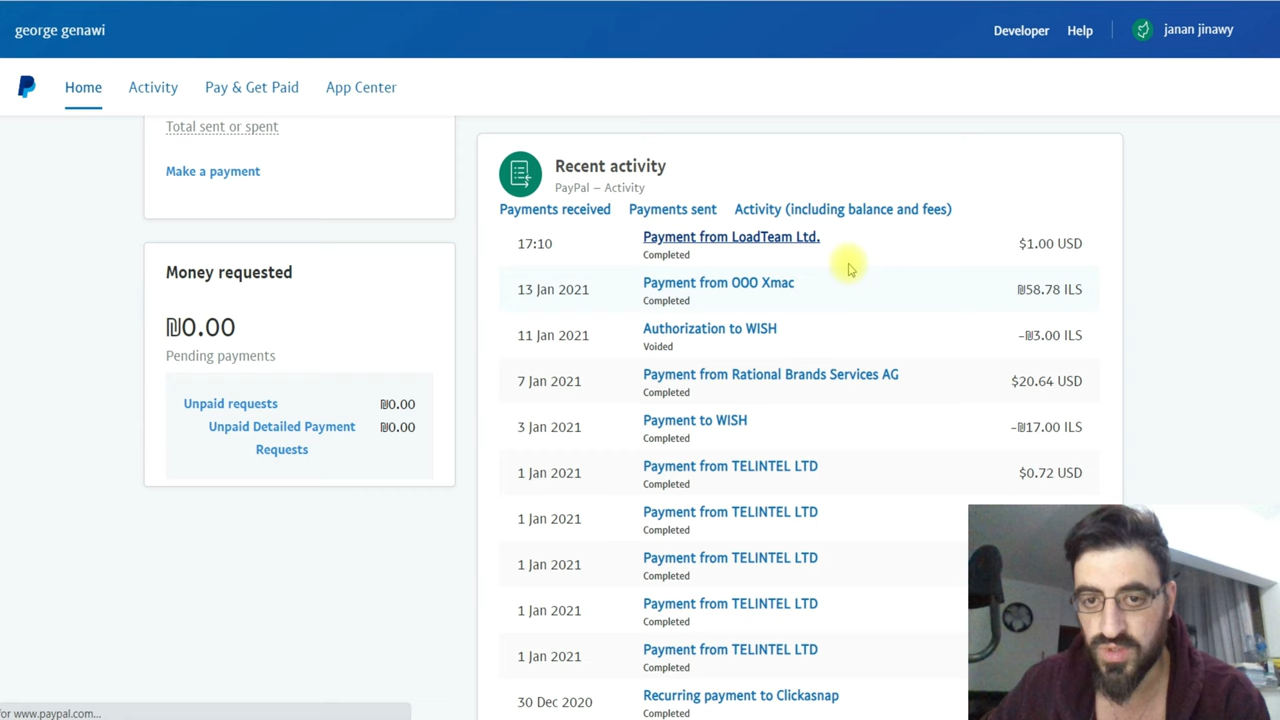 george genawi
Developer Help janan jinawy
Home Activity Pay & Get Paid App Center
Total sent or spent
Make a payment
Money requested
₪0.00
Pending payments
Unpaid requests ₪0.00
Unpaid Detailed Payment ₪0.00
Requests
Recent activity
PayPal – Activity
Payments received Payments sent Activity (including balance and fees)
17:10 Payment from LoadTeam Ltd. $1.00 USD
Completed
13 Jan 2021 Payment from OOO Xmac ₪58.78 ILS
Completed
11 Jan 2021 Authorization to WISH -₪3.00 ILS
Voided
7 Jan 2021 Payment from Rational Brands Services AG $20.64 USD
Completed
3 Jan 2021 Payment to WISH -₪17.00 ILS
Completed
1 Jan 2021 Payment from TELINTEL LTD $0.72 USD
Completed
1 Jan 2021 Payment from TELINTEL LTD
Completed
1 Jan 2021 Payment from TELINTEL LTD
Completed
1 Jan 2021 Payment from TELINTEL LTD
Completed
1 Jan 2021 Payment from TELINTEL LTD
Completed
30 Dec 2020 Recurring payment to Clickasnap
Completed
for www.paypal.com...